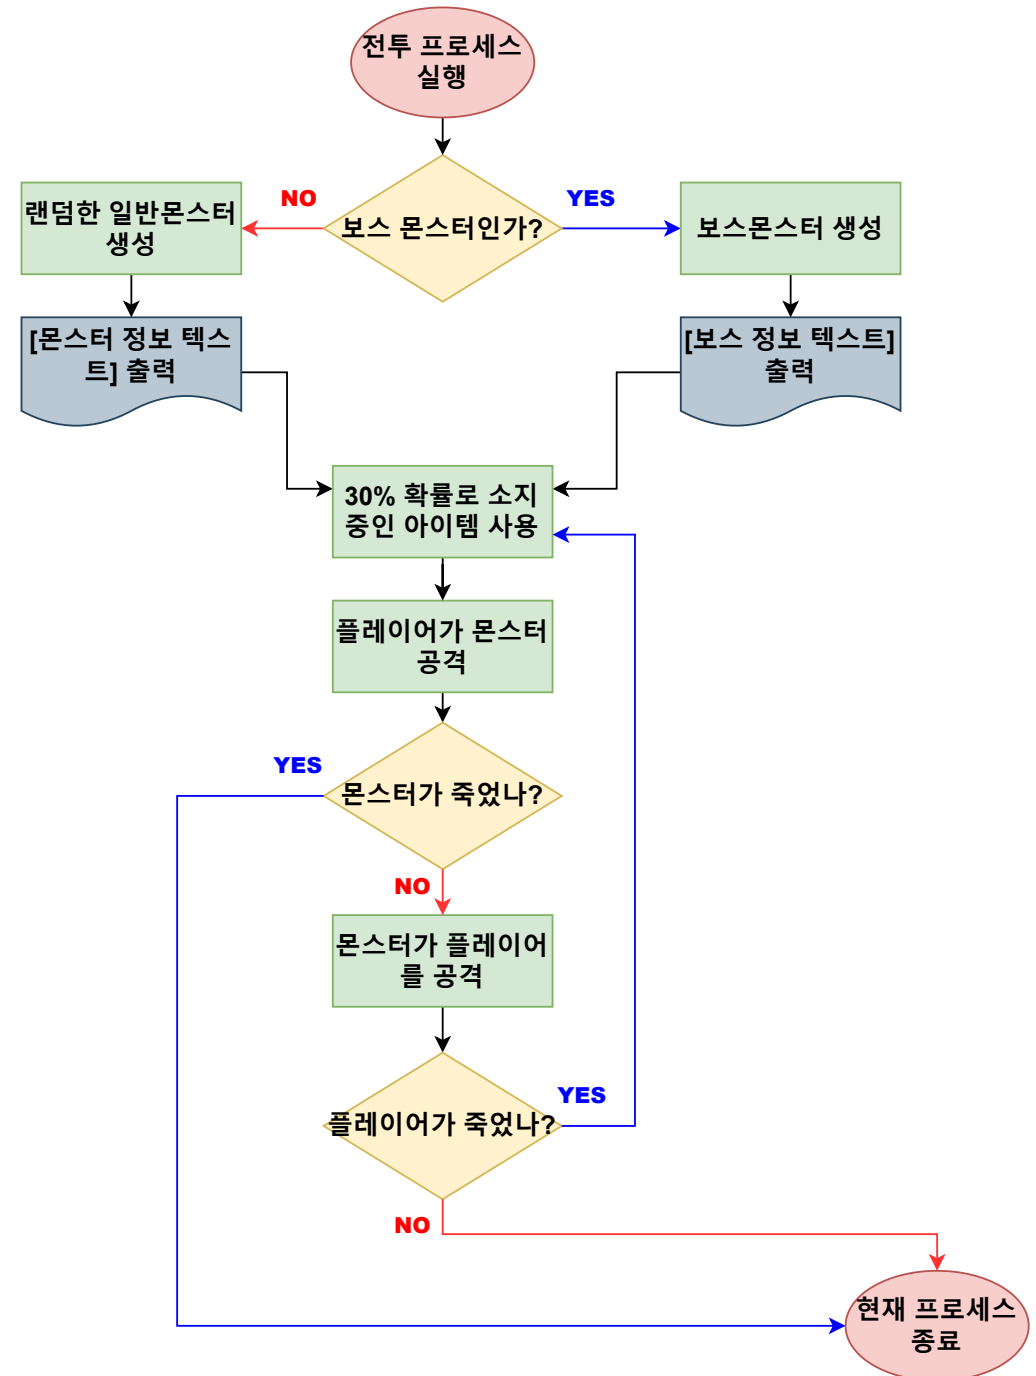 전투 프로세스
실행
NO
YES
랜덤한 일반몬스터
생성
보스 몬스터인가?
보스몬스터 생성
[몬스터 정보 텍스
트] 출력
[보스 정보 텍스트]
출력
30% 확률로 소지
중인 아이템 사용
플레이어가 몬스터
공격
YES
몬스터가 죽었나?
NO
몬스터가 플레이어
를 공격
YES
플레이어가 죽었나?
NO
현재 프로세스
종료